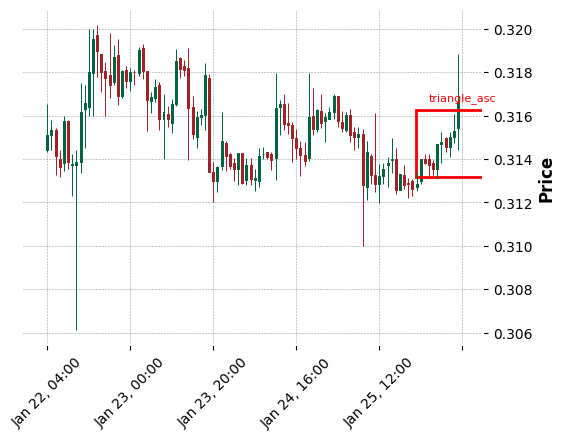 0.320
0.318
triangle_asc
0.316
0.314
0.312
0.310
0.308
0.306
Price
Jan 22, 04:00
Jan 23, 00:00
Jan 23, 20:00
Jan 24, 16:00
Jan 25, 12:00